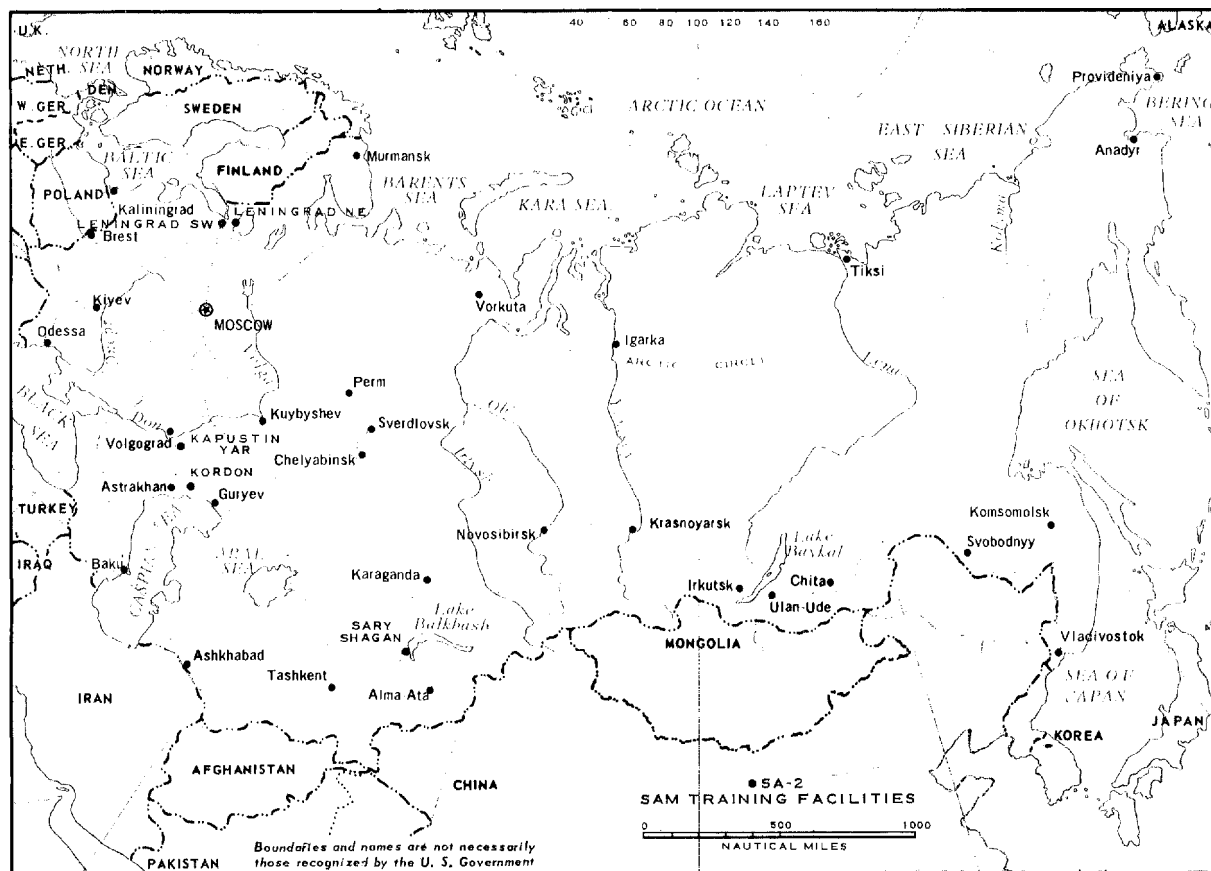 U.K.
40 60 80 100 120 140 160
ALASKA
NORTH
SEA
NORWAY
NETH.
DEN
ARCTIC OCEAN
Provideniya
W. GER
SWEDEN
BERING
SEA
EAST SIBERIAN
SEA
E. GER.
BALTIC
SEA
Murmansk
Anadyr
FINLAND
BARENTS
SEA
LAPTEV
SEA
POLAND
KARA SEA
Kaliningrad
LENINGRAD NE
LENINGRAD SW
Brest
Kolyma
Tiksi
Vorkuta
Kiyev
MOSCOW
Odessa
Igarka
ARCTIC CIRCLE
Volga
Lena
SEA
OF
OKHOTSK
Perm
BLACK
SEA
Don
Kuybyshev
Sverdlovsk
Volgograd
KAPUSTIN
YAR
Chelyabinsk
Irtysh
KORDON
Astrakhan
Guryev
TURKEY
Komsomolsk
Novosibirsk
Krasnoyarsk
Svobodnyy
Lake
Baykal
IRAQ
Baku
CASPIAN
SEA
ARAL
SEA
Karaganda
Irkutsk
Chita
Ulan-Ude
Lake
Balkhash
SARY
SHAGAN
MONGOLIA
Vladivostok
Ashkhabad
Tashkent
Alma-Ata
SEA OF
JAPAN
IRAN
JAPAN
KOREA
AFGHANISTAN
CHINA
SA-2
SAM TRAINING FACILITIES
0 500 1000
NAUTICAL MILES
Boundaries and names are not necessarily
those recognized by the U. S. Government
PAKISTAN